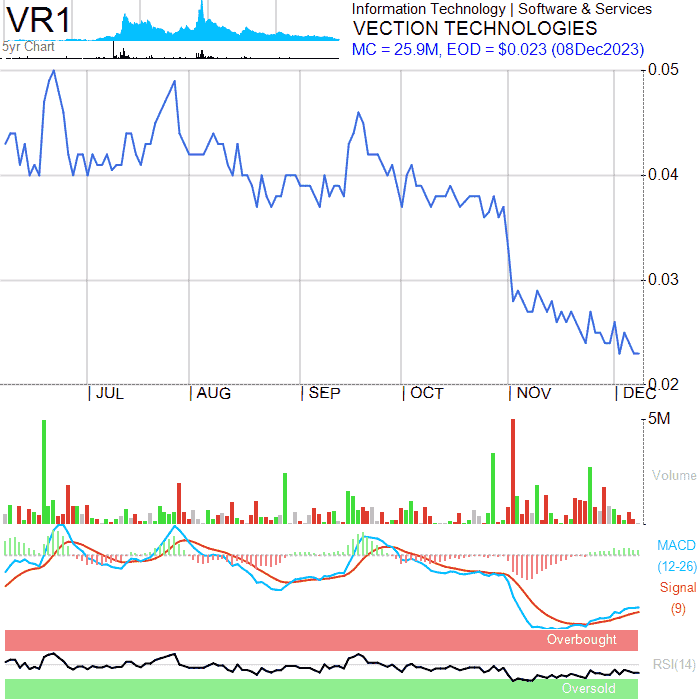 VR1
5yr Chart
Information Technology | Software & Services
VECTION TECHNOLOGIES
MC = 25.9M, EOD = $0.023 (08Dec2023)
0.05
0.04
0.03
0.02
JUL AUG SEP OCT NOV DEC
5M
Volume
MACD
(12-26)
Signal
(9)
Overbought
RSI(14)
Oversold